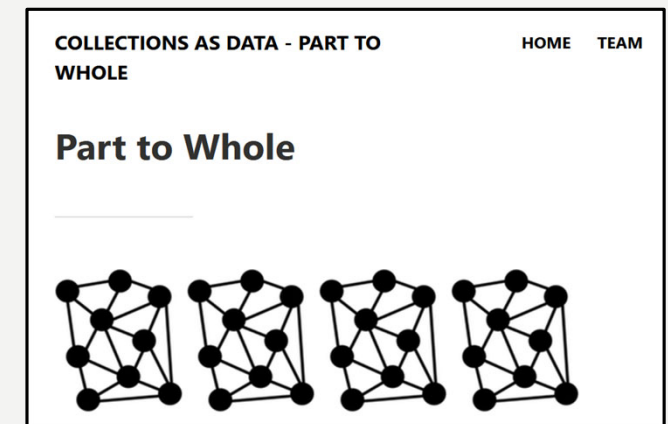 COLLECTIONS AS DATA - PART TO
WHOLE
HOME TEAM
Part to Whole